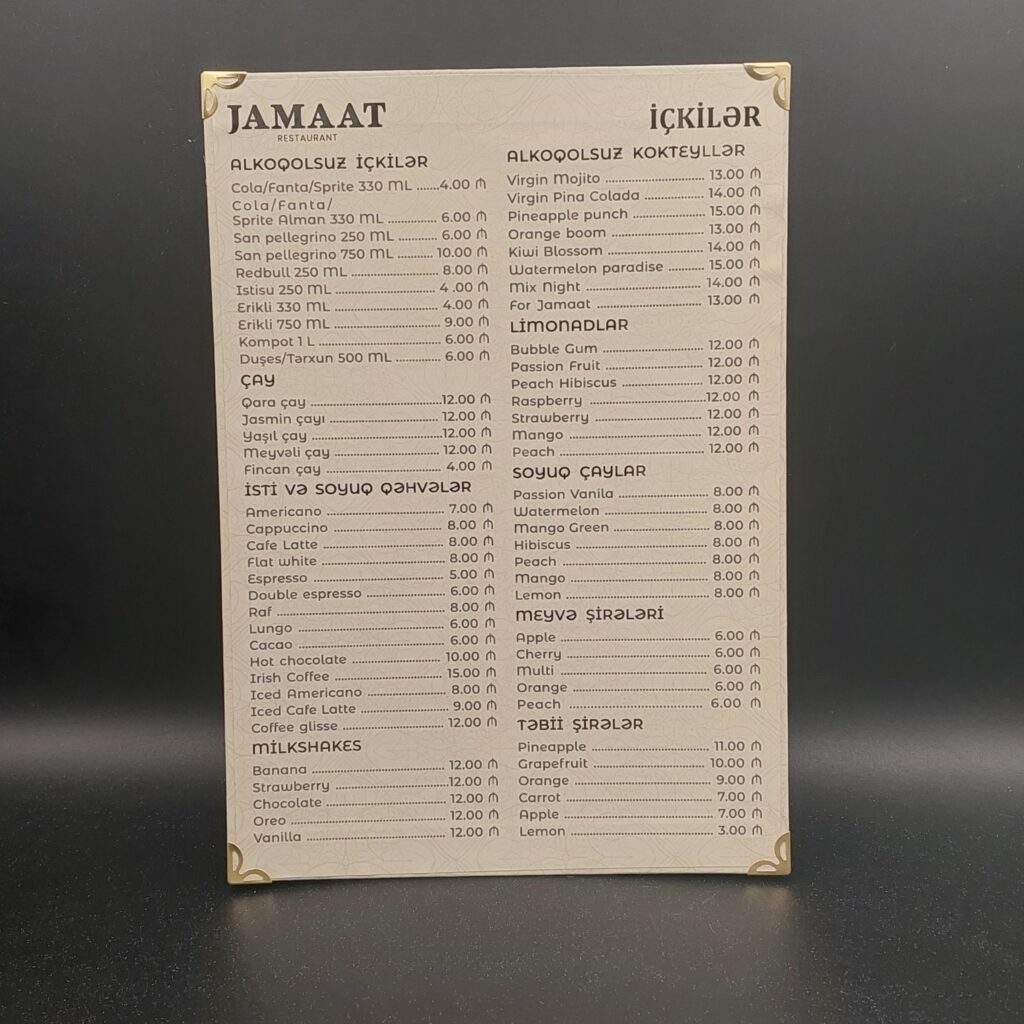 JAMAAT
RESTAURANT
İÇKİLƏR
ALKOQOLSUZ İÇKİLƏR
Cola/Fanta/Sprite 330 ML .......4.00 ₼
Cola/Fanta/
Sprite Alman 330 ML .............. 6.00 ₼
San pellegrino 250 ML ........... 6.00 ₼
San pellegrino 750 ML .......... 10.00 ₼
Redbull 250 ML ......................... 8.00 ₼
Istisu 250 ML .............................. 4 .00 ₼
Erikli 330 ML ............................... 4.00 ₼
Erikli 750 ML ............................... 9.00 ₼
Kompot 1 L .................................. 6.00 ₼
Duşes/Tərxun 500 ML ............. 6.00 ₼
ÇAY
Qara çay .....................................12.00 ₼
Jasmin çayı ................................. 12.00 ₼
Yaşıl çay .....................................12.00 ₼
Meyvəli çay ................................ 12.00 ₼
Fincan çay ................................. 4.00 ₼
İSTİ VƏ SOYUQ QƏHVƏLƏR
Americano .................................. 7.00 ₼
Cappuccino ............................... 8.00 ₼
Cafe Latte .................................. 8.00 ₼
Flat white ................................... 8.00 ₼
Espresso ..................................... 5.00 ₼
Double espresso ....................... 6.00 ₼
Raf ................................................ 8.00 ₼
Lungo .......................................... 6.00 ₼
Cacao .......................................... 6.00 ₼
Hot chocolate .......................... 10.00 ₼
Irish Coffee ................................ 15.00 ₼
Iced Americano ...................... 8.00 ₼
Iced Cafe Latte ........................ 9.00 ₼
Coffee glisse ............................. 12.00 ₼
MİLKSHAKES
Banana ...................................... 12.00 ₼
Strawberry .................................12.00 ₼
Chocolate ................................. 12.00 ₼
Oreo ............................................ 12.00 ₼
Vanilla ........................................ 12.00 ₼
ALKOQOLSUZ KOKTEYLLƏR
Virgin Mojito .............................. 13.00 ₼
Virgin Pina Colada ................ 14.00 ₼
Pineapple punch ..................... 15.00 ₼
Orange boom .......................... 13.00 ₼
Kiwi Blossom ............................ 14.00 ₼
Watermelon paradise ......... 15.00 ₼
Mix Night ................................. 14.00 ₼
For Jamaat .............................. 13.00 ₼
LİMONADLAR
Bubble Gum ............................ 12.00 ₼
Passion Fruit ............................ 12.00 ₼
Peach Hibiscus ....................... 12.00 ₼
Raspberry ................................12.00 ₼
Strawberry .............................. 12.00 ₼
Mango ..................................... 12.00 ₼
Peach ....................................... 12.00 ₼
SOYUQ ÇAYLAR
Passion Vanila ........................ 8.00 ₼
Watermelon ............................ 8.00 ₼
Mango Green .......................... 8.00 ₼
Hibiscus .................................... 8.00 ₼
Peach ........................................ 8.00 ₼
Mango ...................................... 8.00 ₼
Lemon ....................................... 8.00 ₼
MEYVƏ ŞİRƏLƏRİ
Apple ........................................ 6.00 ₼
Cherry ...................................... 6.00 ₼
Multi .......................................... 6.00 ₼
Orange ..................................... 6.00 ₼
Peach ....................................... 6.00 ₼
TƏBİİ ŞİRƏLƏR
Pineapple ................................ 11.00 ₼
Grapefruit ............................... 10.00 ₼
Orange ..................................... 9.00 ₼
Carrot ....................................... 7.00 ₼
Apple ........................................ 7.00 ₼
Lemon ...................................... 3.00 ₼